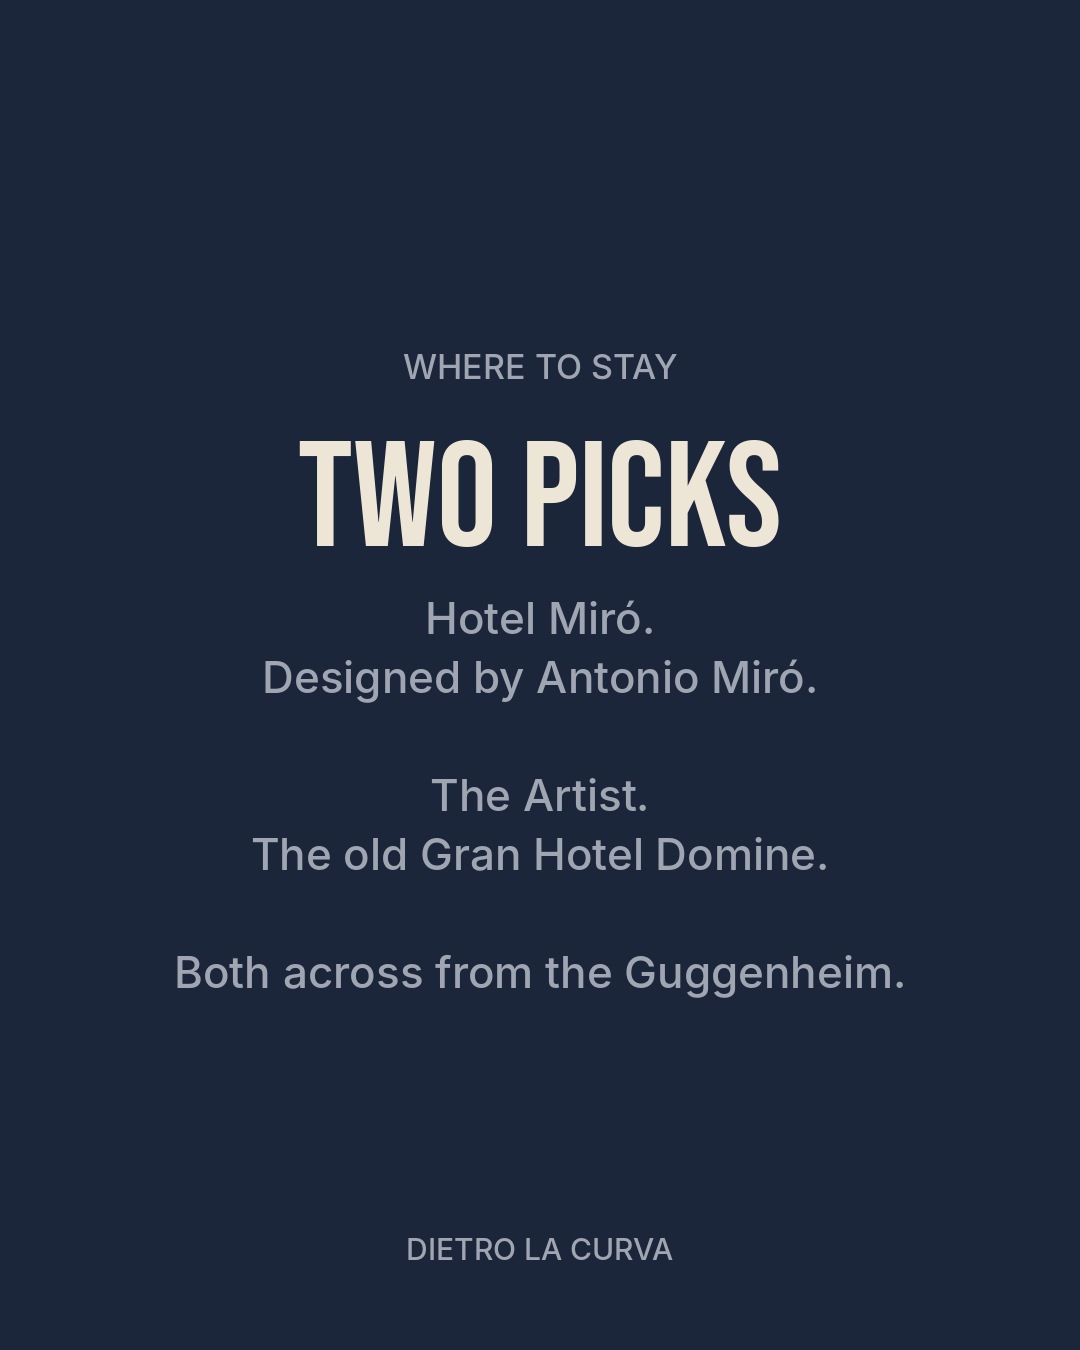 WHERE TO STAY
TWO PICKS
Hotel Miró.
Designed by Antonio Miró.
The Artist.
The old Gran Hotel Domine.
Both across from the Guggenheim.
DIETRO LA CURVA